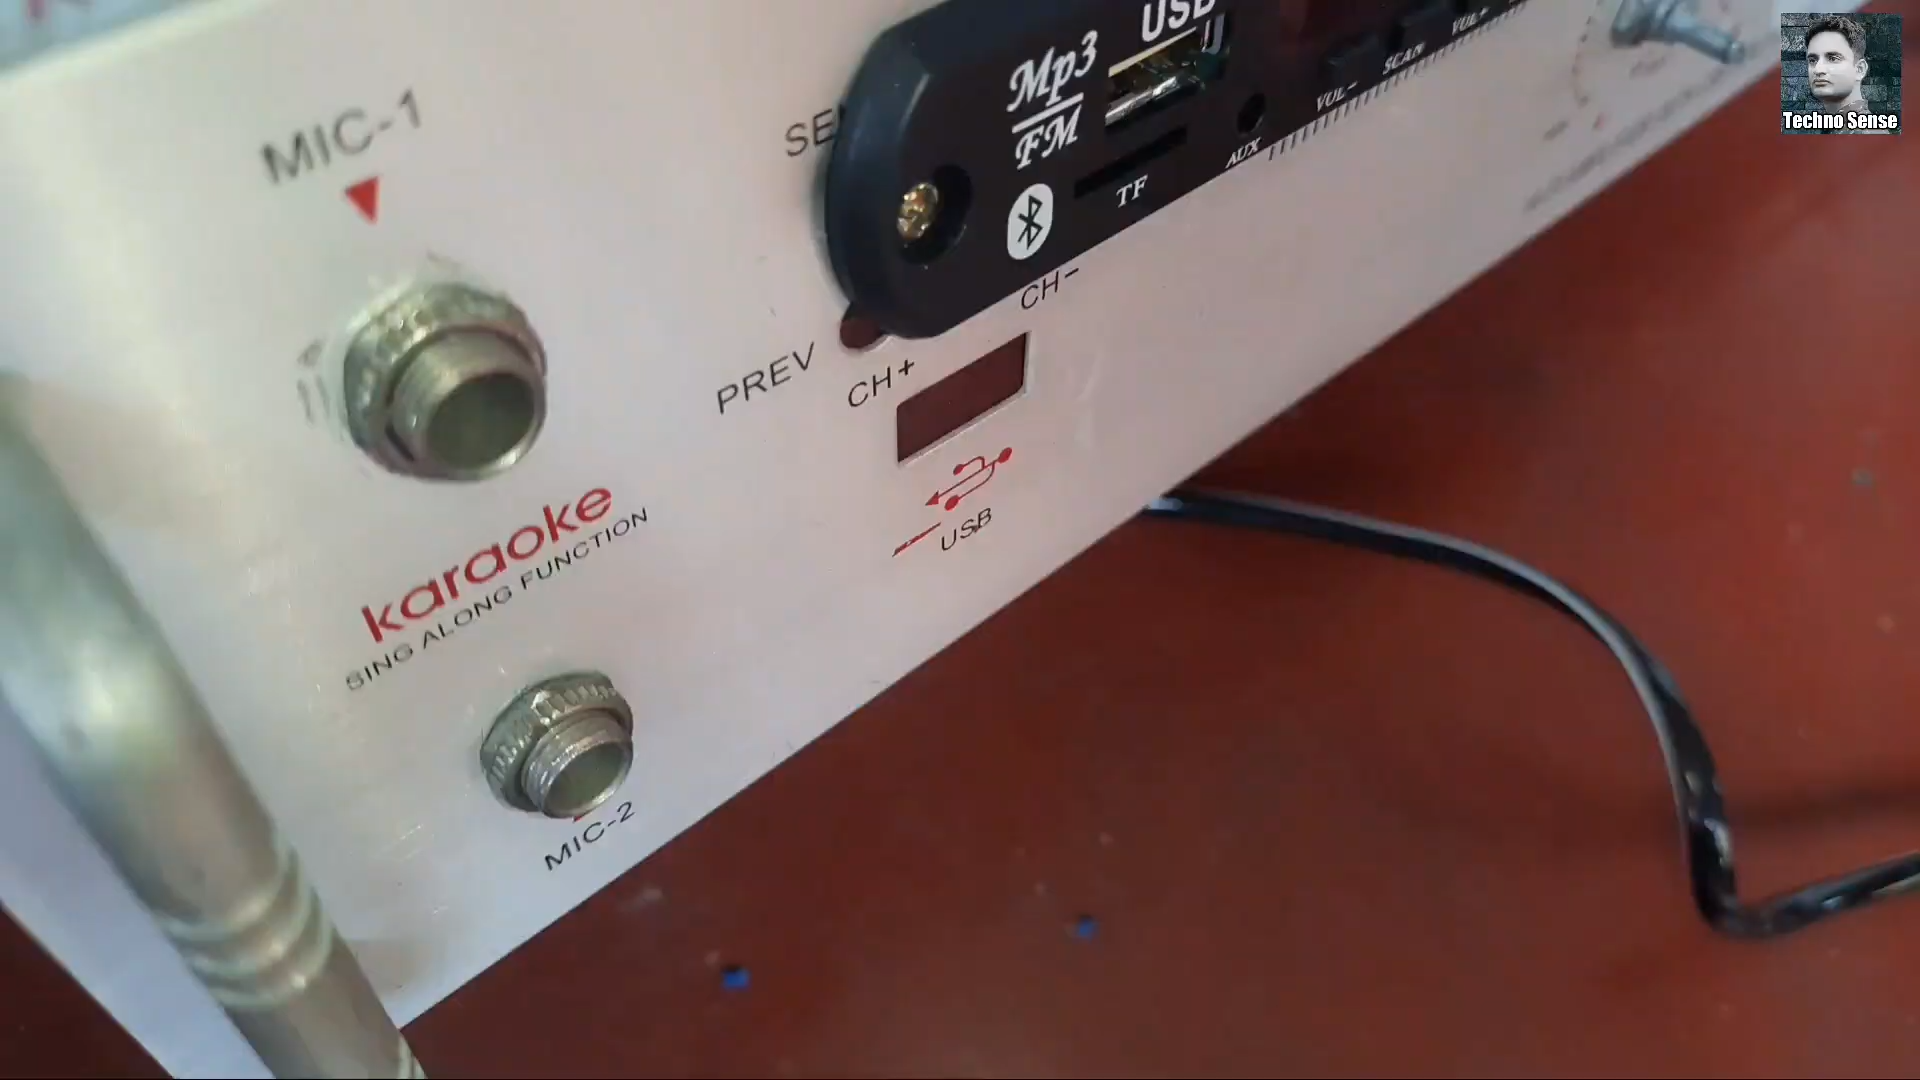 Techno Sense
USB
Mp3
FM
VUL-
SCAN
VUL+
AUX
TF
MIC-1
CH-
PREV
CH+
USB
karaoke
SING ALONG FUNCTION
MIC-2